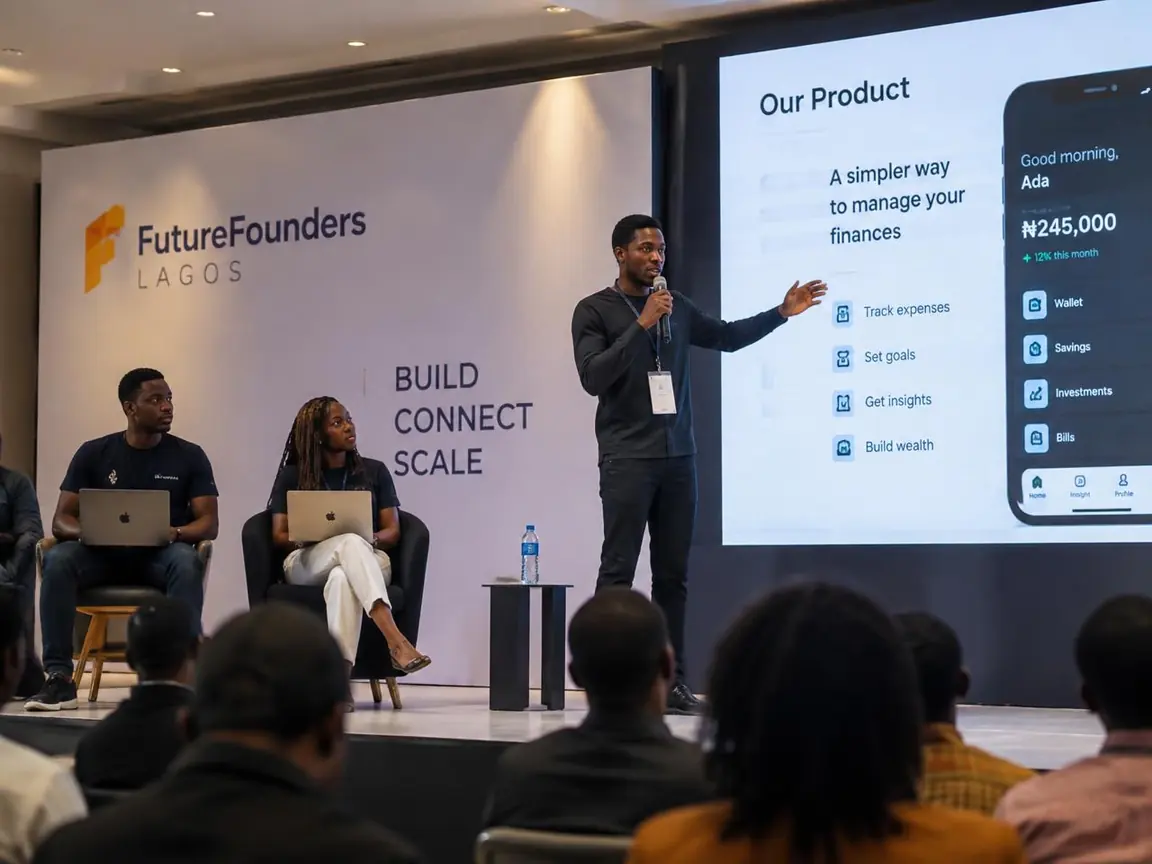 FutureFounders
LAGOS
BUILD
CONNECT
SCALE
Our Product
A simpler way
to manage your
finances
Track expenses
Set goals
Get insights
Build wealth
Good morning,
Ada
₦245,000
+ 12% this month
Wallet
Savings
Investments
Bills
Home
Insight
Profile